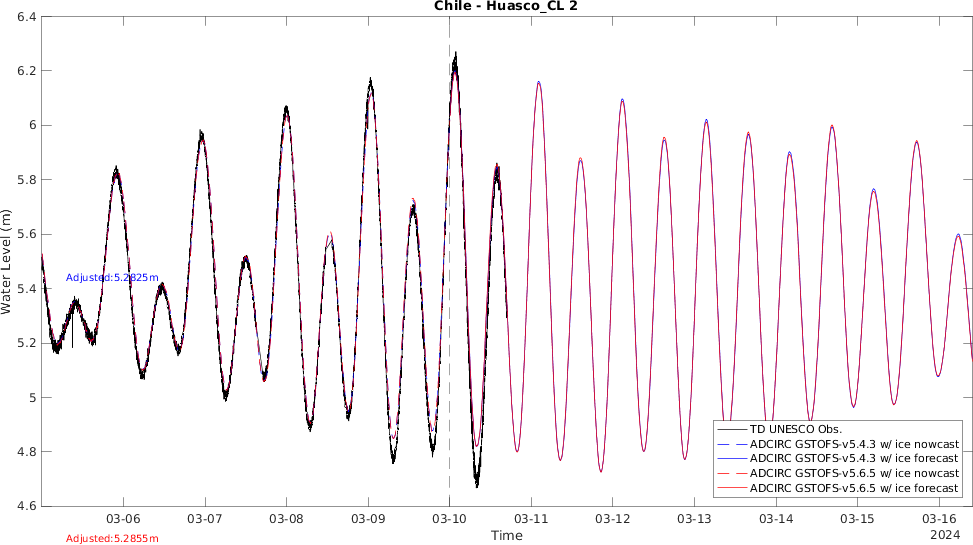 Chile - Huasco_CL 2
6.4
6.2
6
5.8
5.6
5.4
5.2
5
4.8
4.6
Water Level (m)
Adjusted:5.2825m
TD UNESCO Obs.
ADCIRC GSTOFS-v5.4.3 w/ ice nowcast
ADCIRC GSTOFS-v5.4.3 w/ ice forecast
ADCIRC GSTOFS-v5.6.5 w/ ice nowcast
ADCIRC GSTOFS-v5.6.5 w/ ice forecast
03-06 03-07 03-08 03-09 03-10 03-11 03-12 03-13 03-14 03-15 03-16
2024
Time
Adjusted:5.2855m